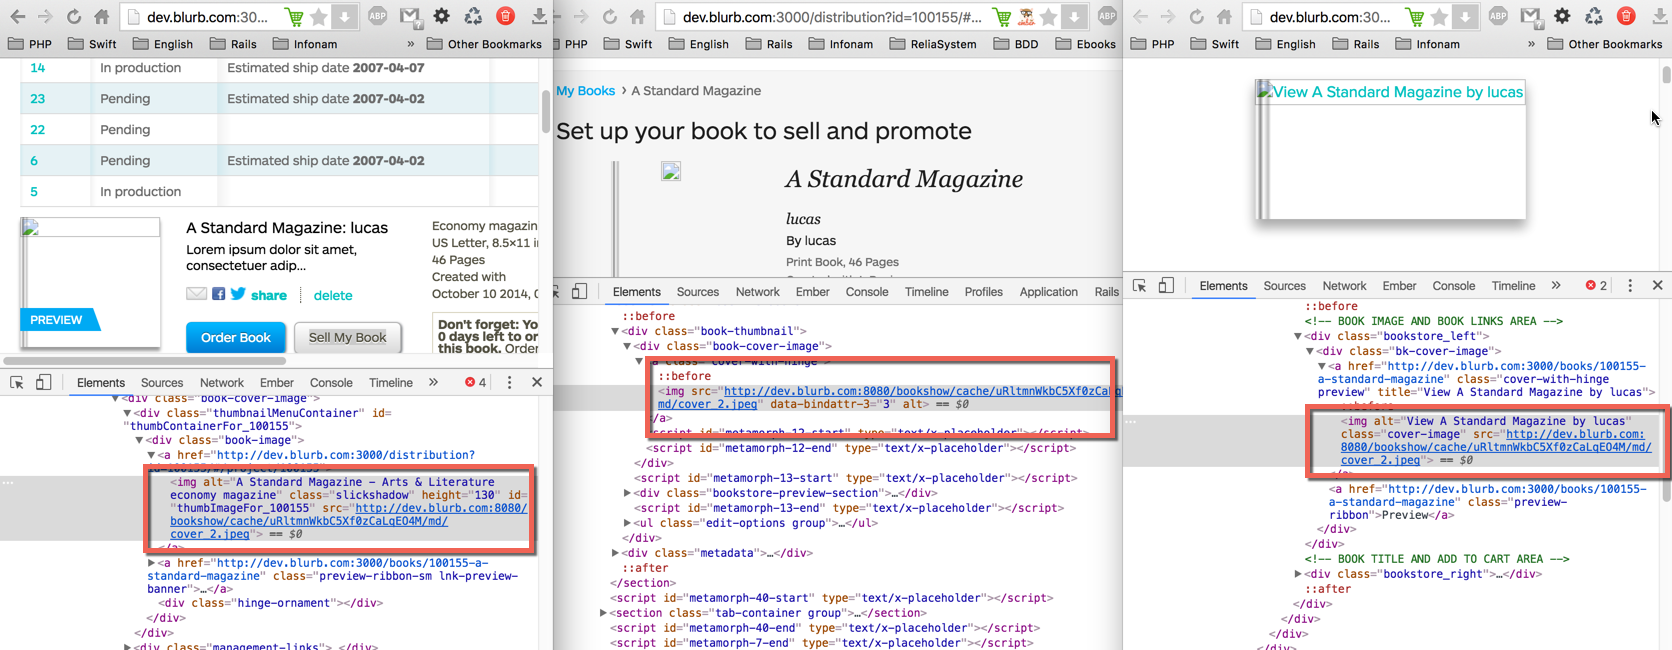 dev.blurb.com:30...
ABP
PHP
Swift
English
Rails
Infonam
»
Other Bookmarks
14 In production Estimated ship date 2007-04-07
23 Pending Estimated ship date 2007-04-02
22 Pending
6 Pending Estimated ship date 2007-04-02
5 In production
A Standard Magazine: lucas
Lorem ipsum dolor sit amet,
consectetuer adip...
share
delete
PREVIEW
Order Book
Sell My Book
Economy magazin
US Letter, 8.5×11 i
46 Pages
Created with
October 10 2014, 0
Don't forget: Yo
0 days left to or
this book. Order
Elements Sources Network Ember Console Timeline » 4
<div class="book-cover-image">
<div class="thumbnailMenuContainer" id=
"thumbContainerFor_100155">
<div class="book-image">
<a href="http://dev.blurb.com:3000/distribution?
id=100155/#/project/100155">
<img alt="A Standard Magazine – Arts & Literature
economy magazine" class="slickshadow" height="130" id=
"thumbImageFor_100155" src="http://dev.blurb.com:8080/
bookshow/cache/uRltmnWkbC5Xf0zCaLqEO4M/md/
cover_2.jpeg"> == $0
</a>
<a href="http://dev.blurb.com:3000/books/100155-a-
standard-magazine" class="preview-ribbon-sm lnk-preview-
banner">…</a>
<div class="hinge-ornament"></div>
</div>
</div>
<div class="management-links"> </div>
dev.blurb.com:3000/distribution?id=100155/#...
ABP
PHP
Swift
English
Rails
Infonam
ReliaSystem
BDD
Ebooks
My Books › A Standard Magazine
Set up your book to sell and promote
A Standard Magazine
lucas
By lucas
Print Book, 46 Pages
Elements Sources Network Ember Console Timeline Profiles Application Rails
::before
<div class="book-thumbnail">
<div class="book-cover-image">
<a class="cover-with-hinge">
::before
<img src="http://dev.blurb.com:8080/bookshow/cache/uRltmnWkbC5Xf0zCaLq
md/cover_2.jpeg" data-bindattr-3="3" alt> == $0
</a>
<script id="metamorph-12-start" type="text/x-placeholder"></script>
<script id="metamorph-12-end" type="text/x-placeholder"></script>
</div>
<script id="metamorph-13-start" type="text/x-placeholder"></script>
<div class="bookstore-preview-section">…</div>
<script id="metamorph-13-end" type="text/x-placeholder"></script>
<ul class="edit-options group">…</ul>
</div>
<div class="metadata">…</div>
::after
</section>
<script id="metamorph-40-start" type="text/x-placeholder"></script>
<section class="tab-container group">…</section>
<script id="metamorph-40-end" type="text/x-placeholder"></script>
<script id="metamorph-7-end" type="text/x-placeholder"></script>
dev.blurb.com:30...
ABP
PHP
Swift
English
Rails
Infonam
»
Other Bookmarks
View A Standard Magazine by lucas
Elements Sources Network Ember Console Timeline » 2
::before
<!-- BOOK IMAGE AND BOOK LINKS AREA -->
<div class="bookstore_left">
<div class="bk-cover-image">
<a href="http://dev.blurb.com:3000/books/100155-
a-standard-magazine" class="cover-with-hinge
preview" title="View A Standard Magazine by lucas">
::before
<img alt="View A Standard Magazine by lucas"
class="cover-image" src="http://dev.blurb.com:
8080/bookshow/cache/uRltmnWkbC5Xf0zCaLqEO4M/md/
cover_2.jpeg"> == $0
</a>
<a href="http://dev.blurb.com:3000/books/100155-
a-standard-magazine" class="preview-
ribbon">Preview</a>
</div>
</div>
<!-- BOOK TITLE AND ADD TO CART AREA -->
<div class="bookstore_right">…</div>
::after
</div>
</div>
</div>
</div>